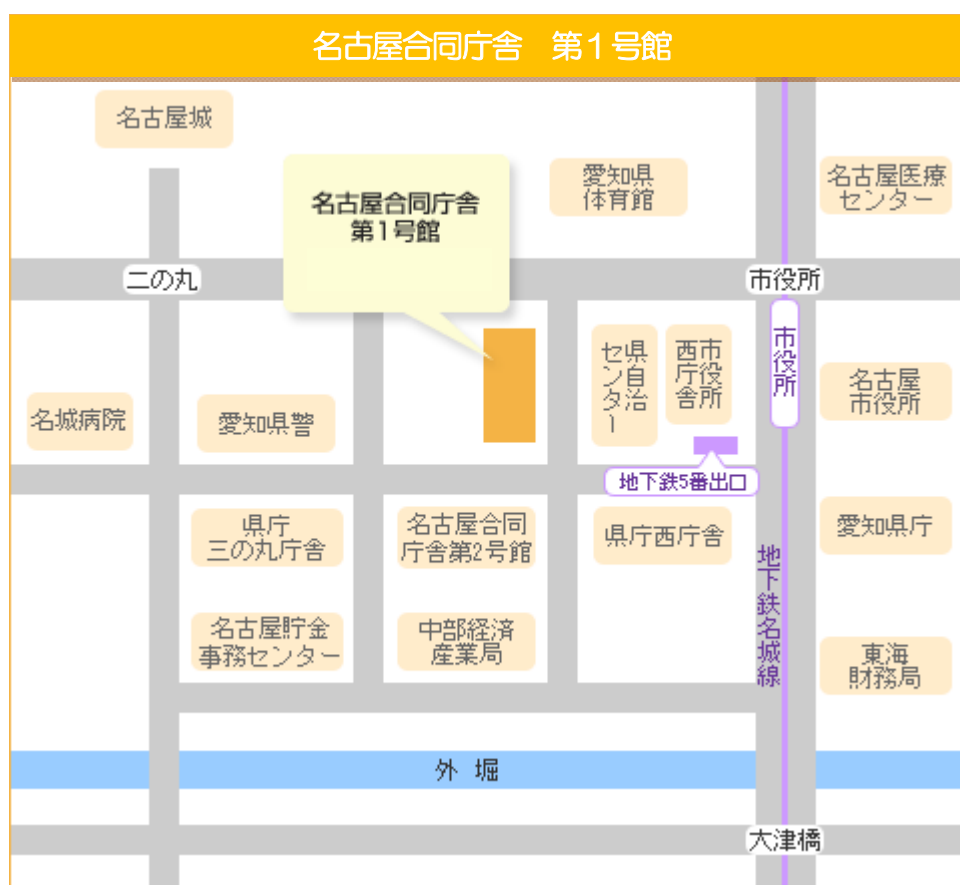 名古屋合同庁舎　第１号館
名古屋城
名古屋合同庁舎
第1号館
愛知県
体育館
名古屋医療
センター
二の丸
市役所
市役所
県自治
センター
市役所
西庁舎
名古屋
市役所
名城病院
愛知県警
地下鉄5番出口
県庁
三の丸庁舎
名古屋合同
庁舎第2号館
県庁西庁舎
愛知県庁
地下鉄名城線
名古屋貯金
事務センター
中部経済
産業局
東海
財務局
外 堀
大津橋